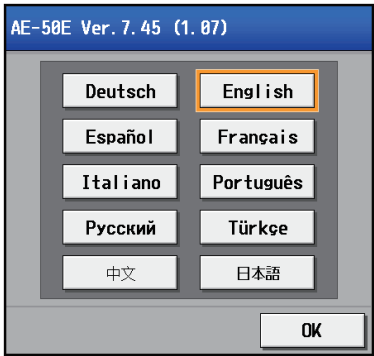 AE-50E Ver. 7.45 (1.07)
Deutsch English
Español Français
Italiano Português
Русский Türkçe
中文 日本語
OK